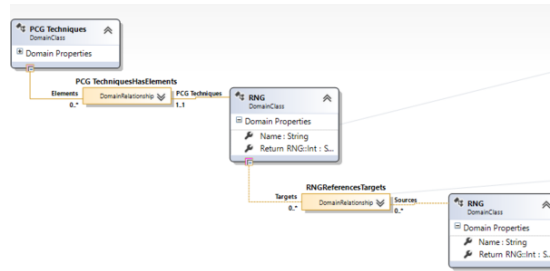 PCG Techniques
DomainClass
Domain Properties
PCG TechniquesHasElements
Elements
DomainRelationship
PCG Techniques
0..*
1..1
RNG
DomainClass
Domain Properties
Name : String
Return RNG::Int : S...
RNGReferencesTargets
Targets
DomainRelationship
Sources
0..*
0..*
RNG
DomainClass
Domain Properties
Name : String
Return RNG::Int : S...